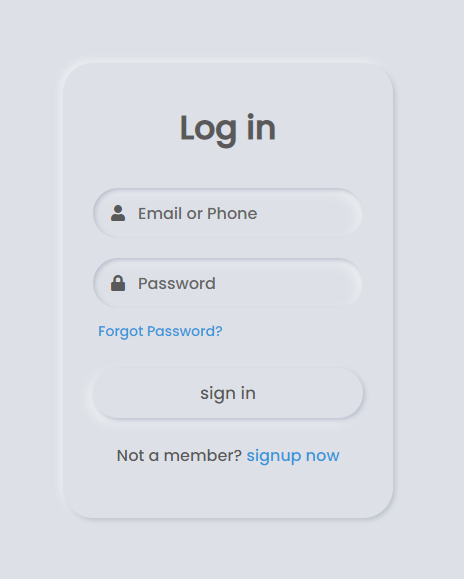 Log in
Email or Phone
Password
Forgot Password?
sign in
Not a member? signup now